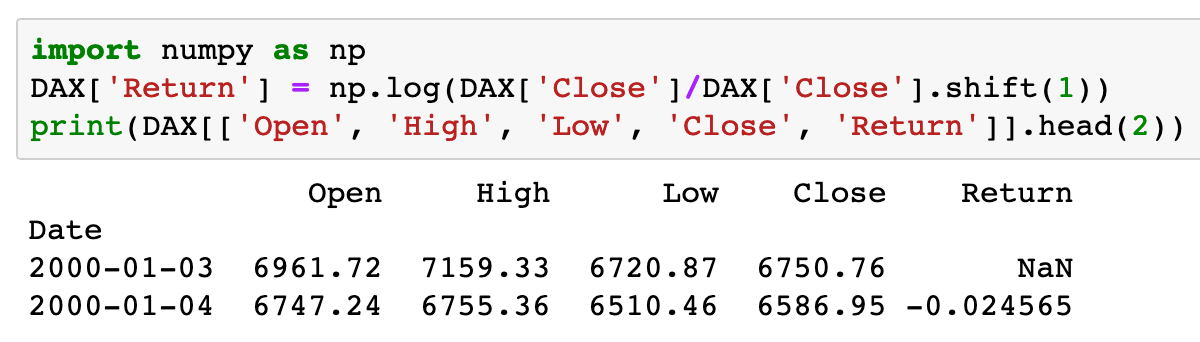 import numpy as np
DAX['Return'] = np.log(DAX['Close']/DAX['Close'].shift(1))
print(DAX[['Open', 'High', 'Low', 'Close', 'Return']].head(2))
Open High Low Close Return
Date
2000-01-03 6961.72 7159.33 6720.87 6750.76 NaN
2000-01-04 6747.24 6755.36 6510.46 6586.95 -0.024565